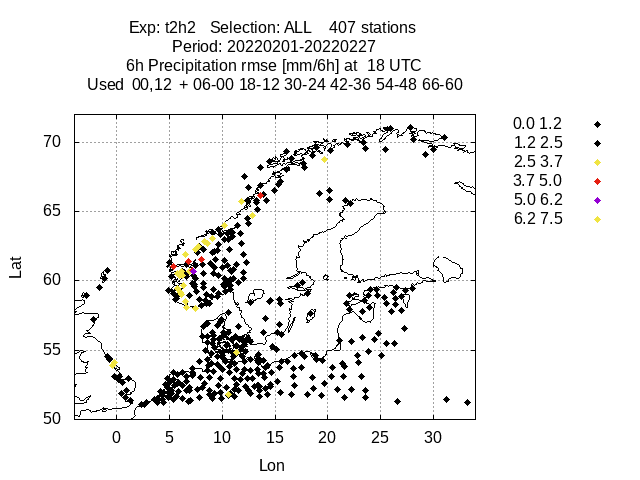 Exp: t2h2 Selection: ALL 407 stations
Period: 20220201-20220227
6h Precipitation rmse [mm/6h] at 18 UTC
Used 00,12 + 06-00 18-12 30-24 42-36 54-48 66-60
0.0 1.2
1.2 2.5
2.5 3.7
3.7 5.0
5.0 6.2
6.2 7.5
70
65
60
55
50
Lat
0 5 10 15 20 25 30
Lon